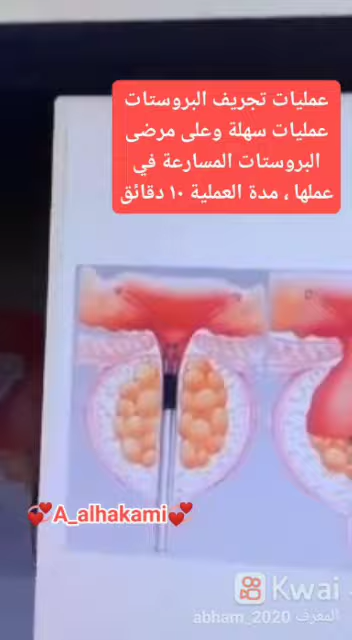 عمليات تجريف البروستات
عمليات سهلة وعلى مرضى
البروستات المسارعة في
عملها ، مدة العملية ١٠ دقائق
💞A_alhakami💞
Kwai
المعرف abham_2020